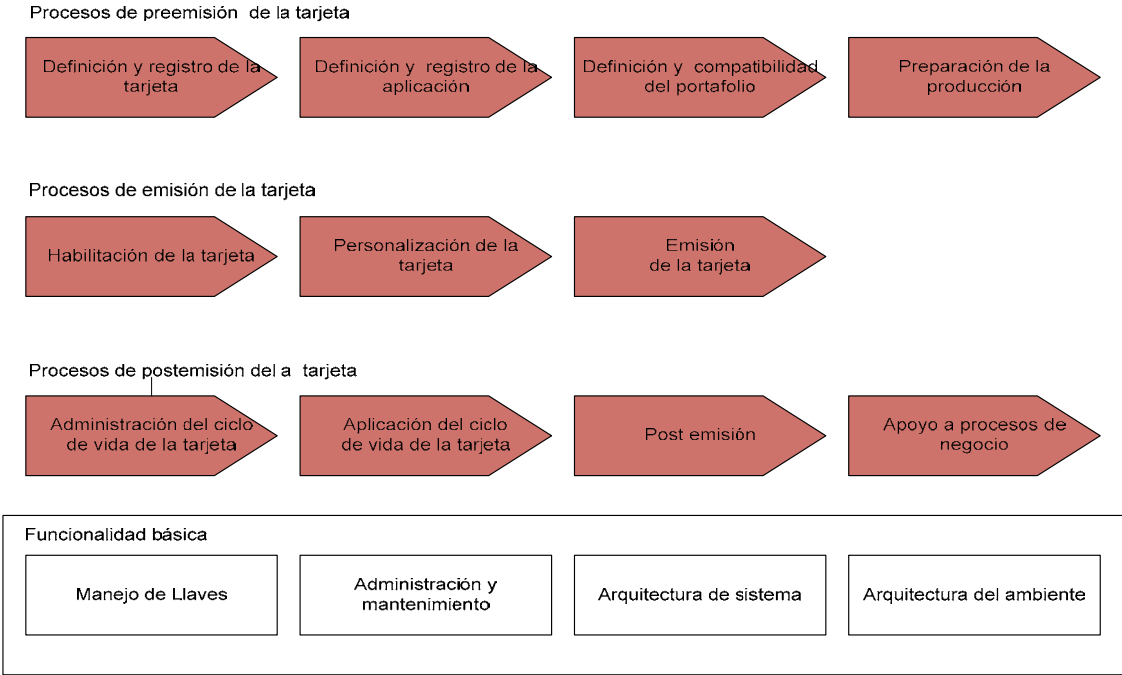 Procesos de preemisión de la tarjeta
Definición y registro de la
tarjeta
Definición y registro de la
aplicación
Definición y compatibilidad
del portafolio
Preparación de la
producción
Procesos de emisión de la tarjeta
Habilitación de la tarjeta
Personalización de la
tarjeta
Emisión
de la tarjeta
Procesos de postemisión del a tarjeta
Administración del ciclo
de vida de la tarjeta
Aplicación del ciclo
de vida de la tarjeta
Post emisión
Apoyo a procesos de
negocio
Funcionalidad básica
Manejo de Llaves
Administración y
mantenimiento
Arquitectura de sistema
Arquitectura del ambiente